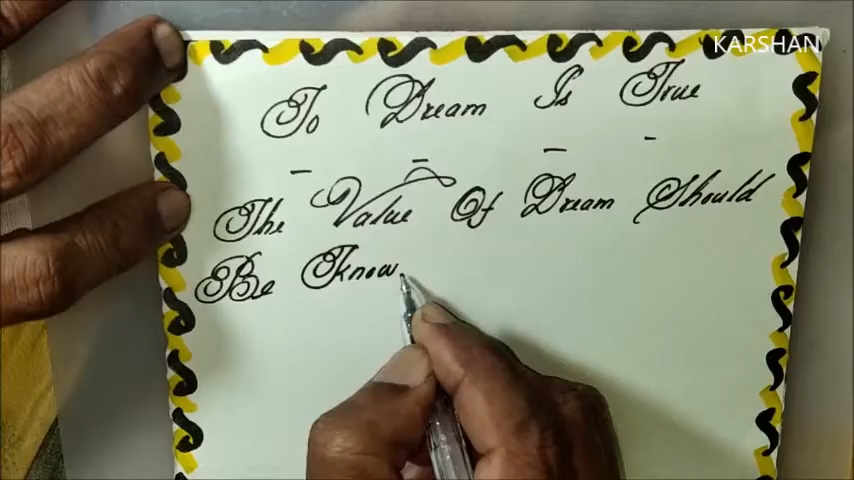 KARSHAN
To Dream Is True
- - - -
The Value Of Dream Should
Be Know